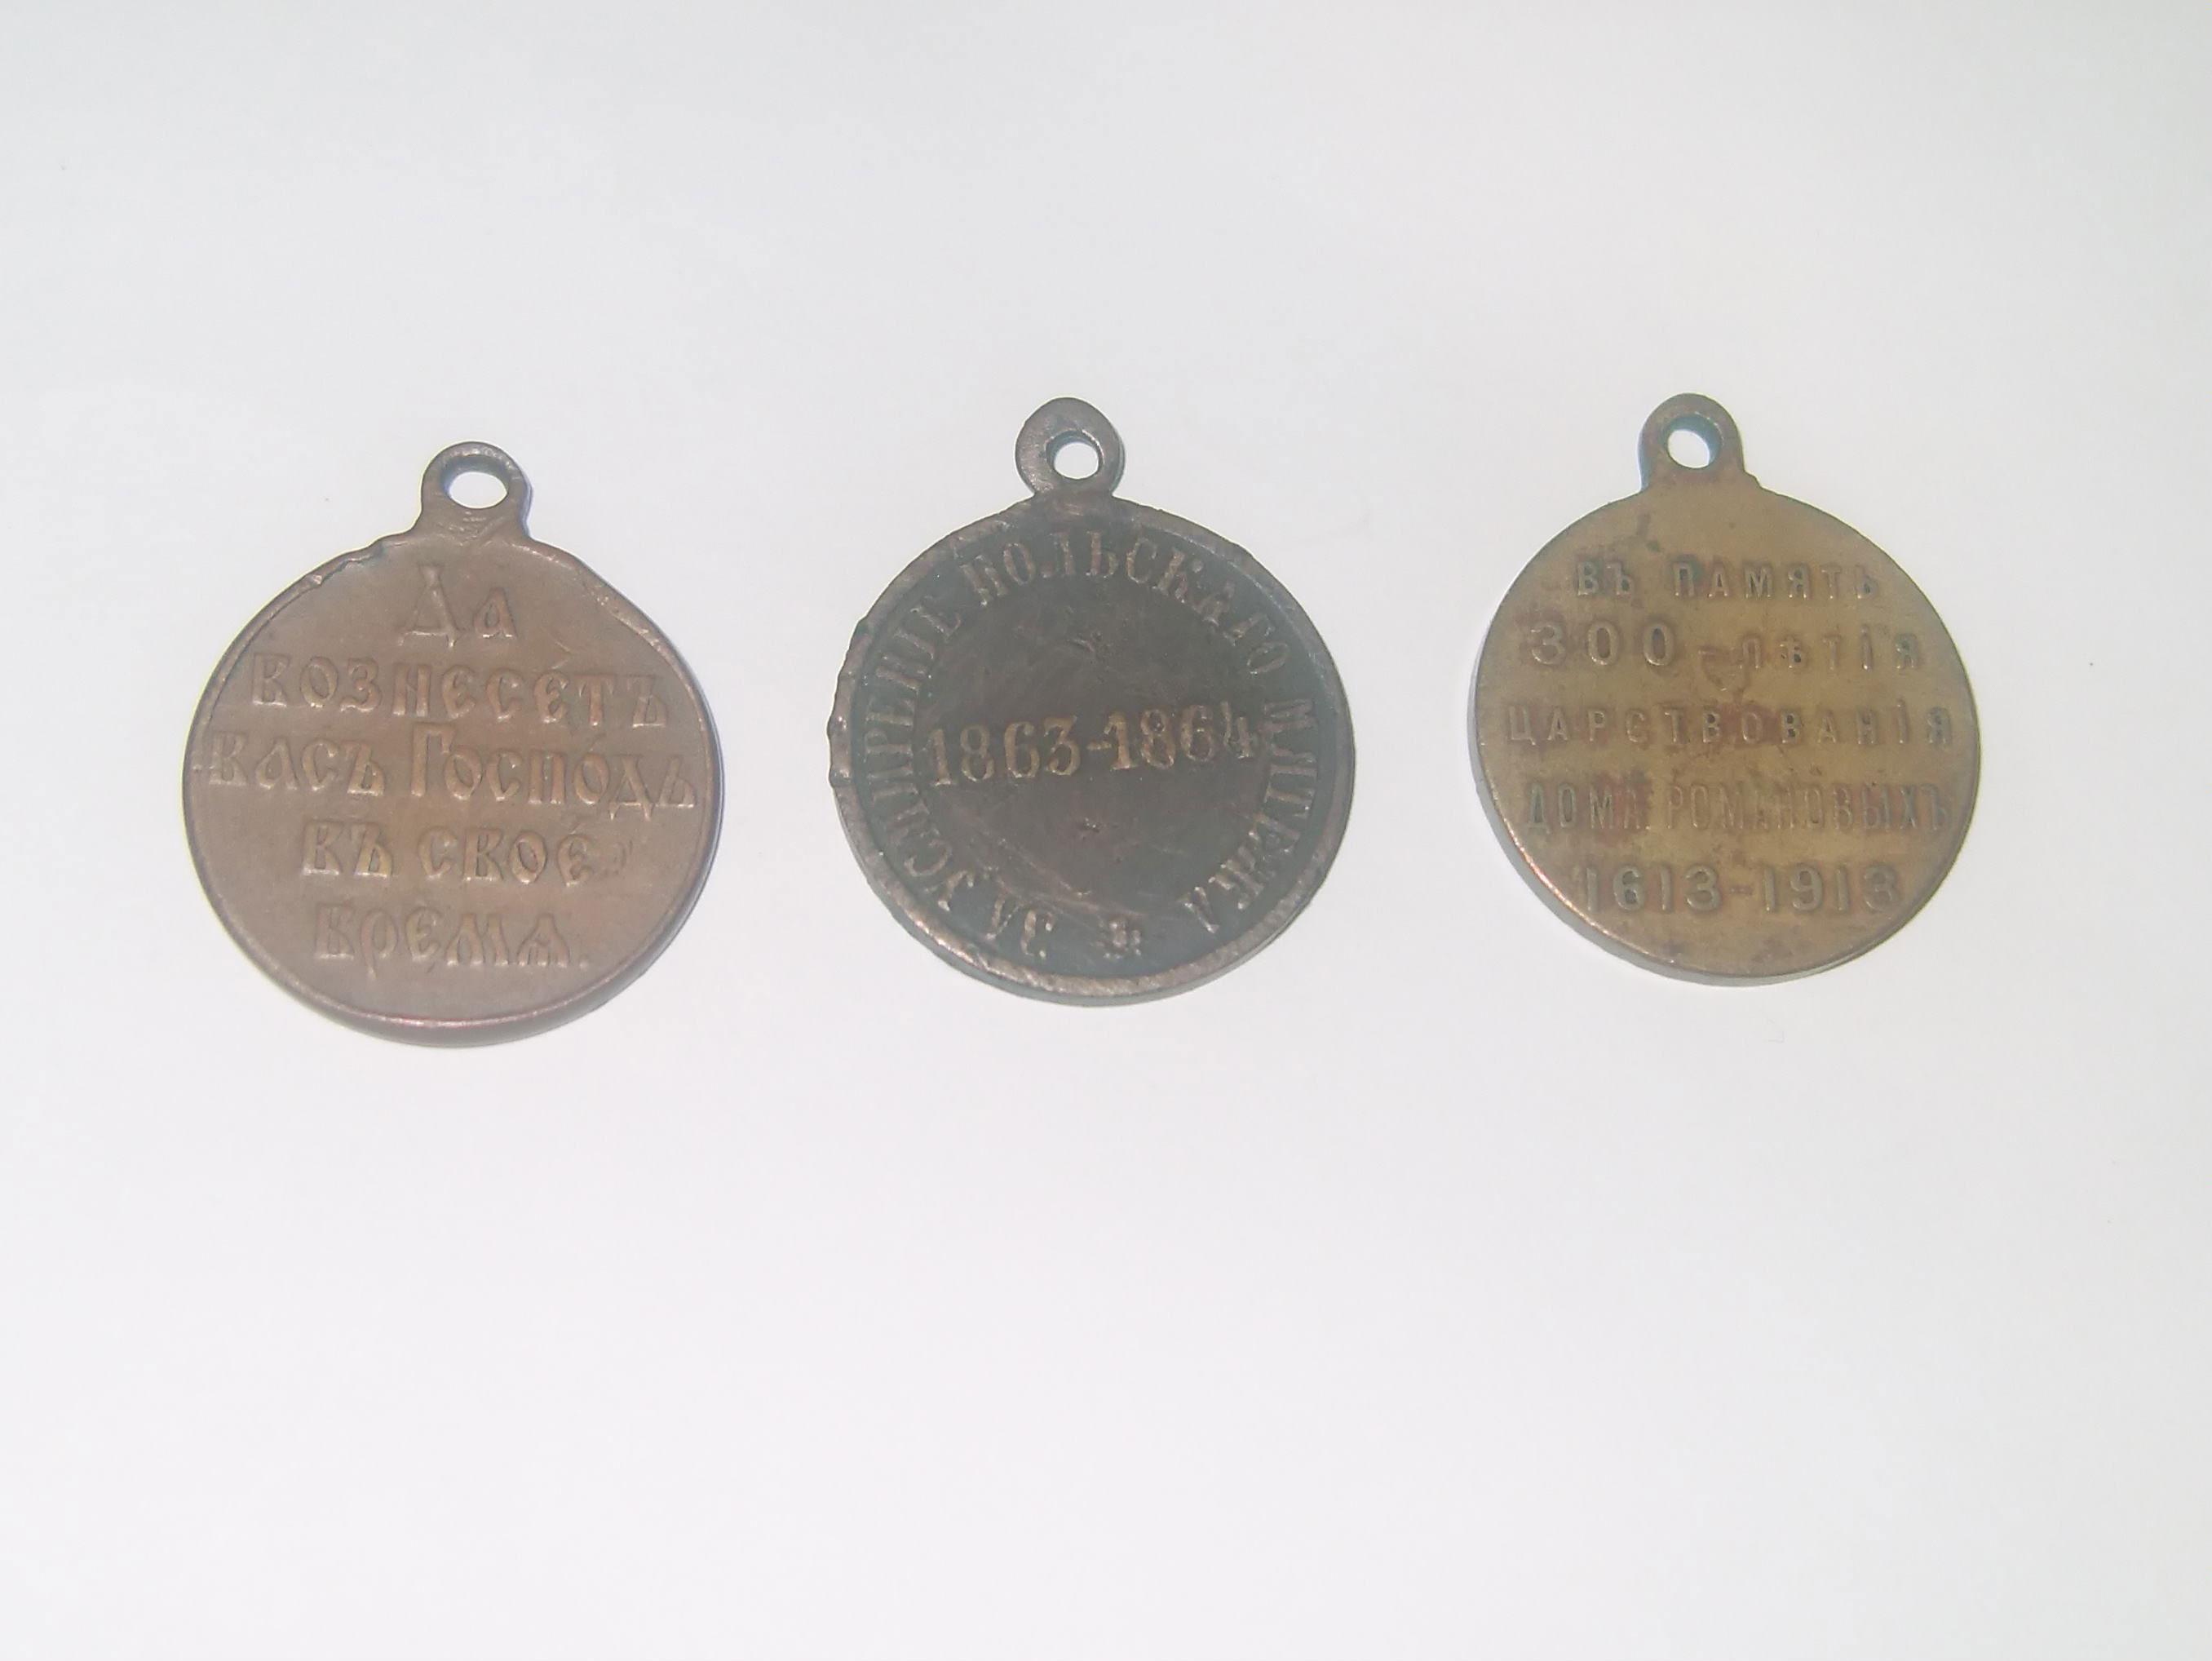 Да
вознесетъ
васъ Господь
въ свое
время.
ЗА УСМИРЕНІЕ ПОЛЬСКАГО МЯТЕЖА
1863-1864
ВЪ ПАМЯТЬ
300-ЛѢТІЯ
ЦАРСТВОВАНІЯ
ДОМА РОМАНОВЫХЪ
1613-1913